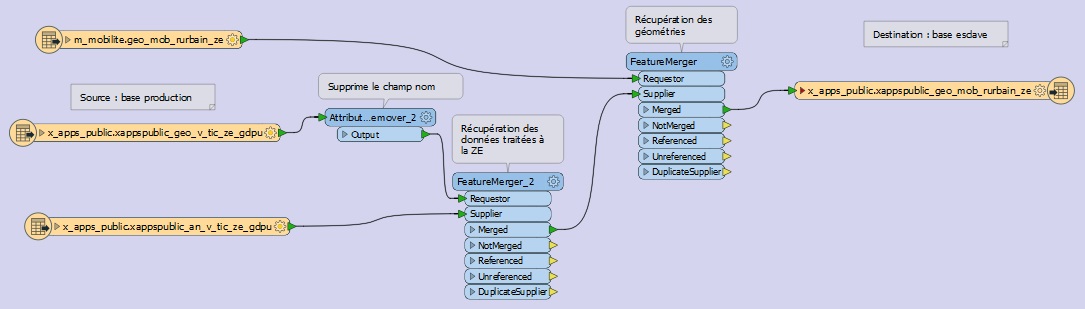 Récupération des
géométries
Destination : base esclave
m_mobilite.geo_mob_rurbain_ze
FeatureMerger
Requestor
Supplier
Merged
NotMerged
Referenced
Unreferenced
DuplicateSupplier
x_apps_public.xappspublic_geo_mob_rurbain_ze
Source : base production
Supprime le champ nom
x_apps_public.xappspublic_geo_v_tic_ze_gdpu
Attribut...emover_2
Output
Récupération des
données traitées à
la ZE
FeatureMerger_2
Requestor
Supplier
Merged
NotMerged
Referenced
Unreferenced
DuplicateSupplier
x_apps_public.xappspublic_an_v_tic_ze_gdpu